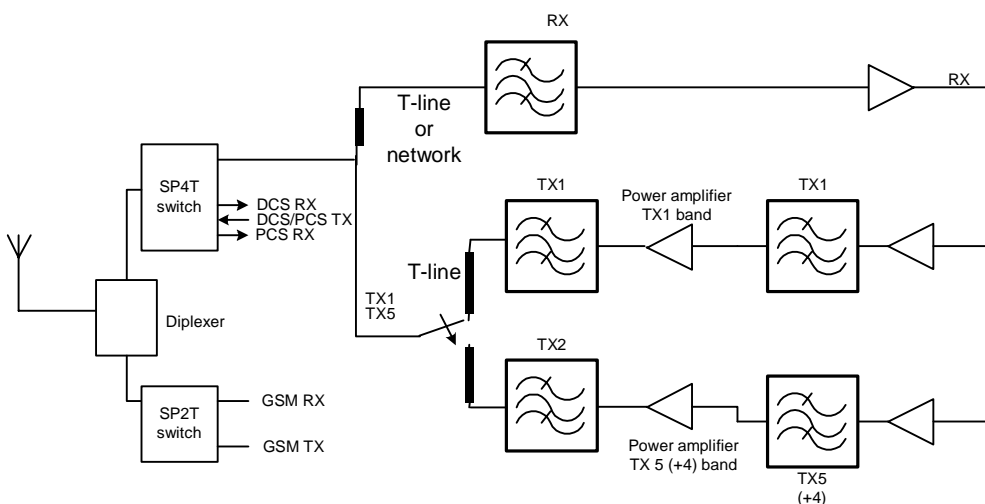 RX
T-line
or
network
RX
SP4T
switch
DCS RX
DCS/PCS TX
PCS RX
TX1
Power amplifier
TX1 band
TX1
T-line
TX1
TX5
Diplexer
TX2
SP2T
switch
GSM RX
GSM TX
Power amplifier
TX 5 (+4) band
TX5
(+4)